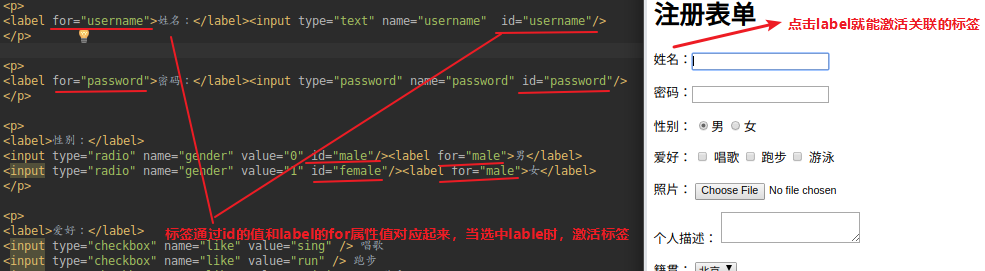 <p>
<label for="username">姓名：</label><input type="text" name="username"  id="username"/>
</p>
<p>
<label for="password">密码：</label><input type="password" name="password" id="password"/>
</p>
<p>
<label>性别：</label>
<input type="radio" name="gender" value="0" id="male"/><label for="male">男</label>
<input type="radio" name="gender" value="1" id="female"/><label for="male">女</label>
</p>
<p>
<label>爱好：</label>
<input type="checkbox" name="like" value="sing" /> 唱歌
<input type="checkbox" name="like" value="run" /> 跑步
标签通过id的值和label的for属性值对应起来，当选中lable时，激活标签
注册表单
点击label就能激活关联的标签
姓名：
密码：
性别： 男 女
爱好： 唱歌 跑步 游泳
照片： Choose File No file chosen
个人描述：
籍贯： 北京